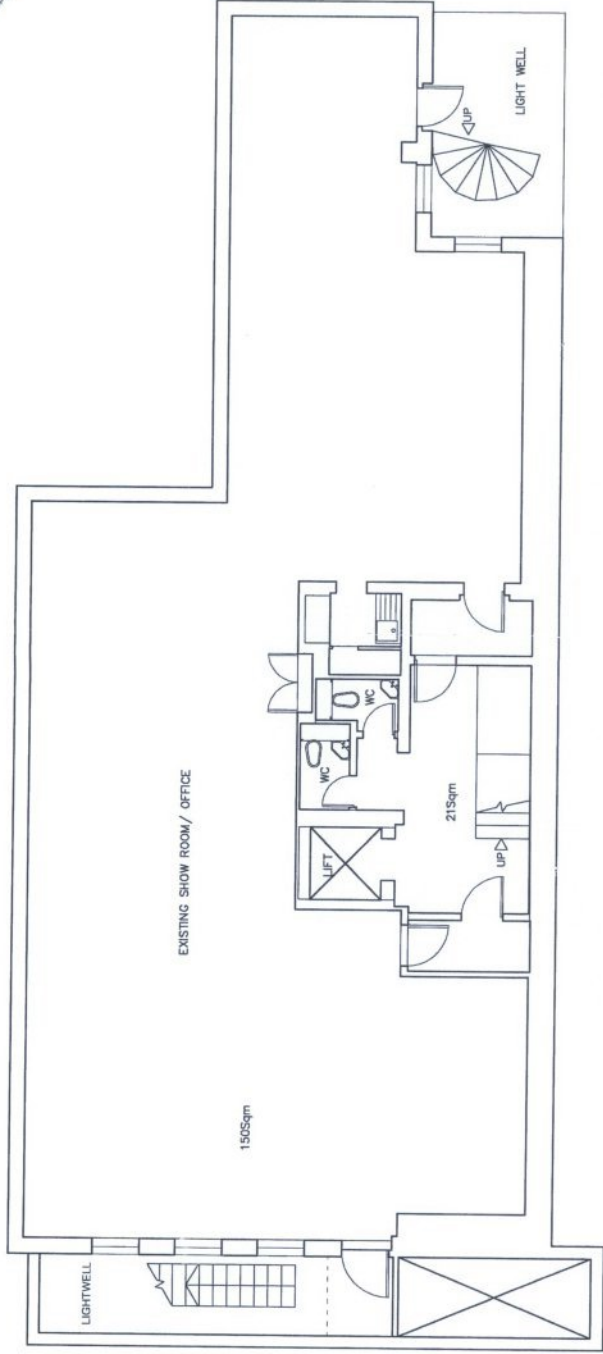 LIGHT WELL
UP
EXISTING SHOW ROOM/ OFFICE
WC
WC
LIFT
21Sqm
UP
150Sqm
LIGHTWELL